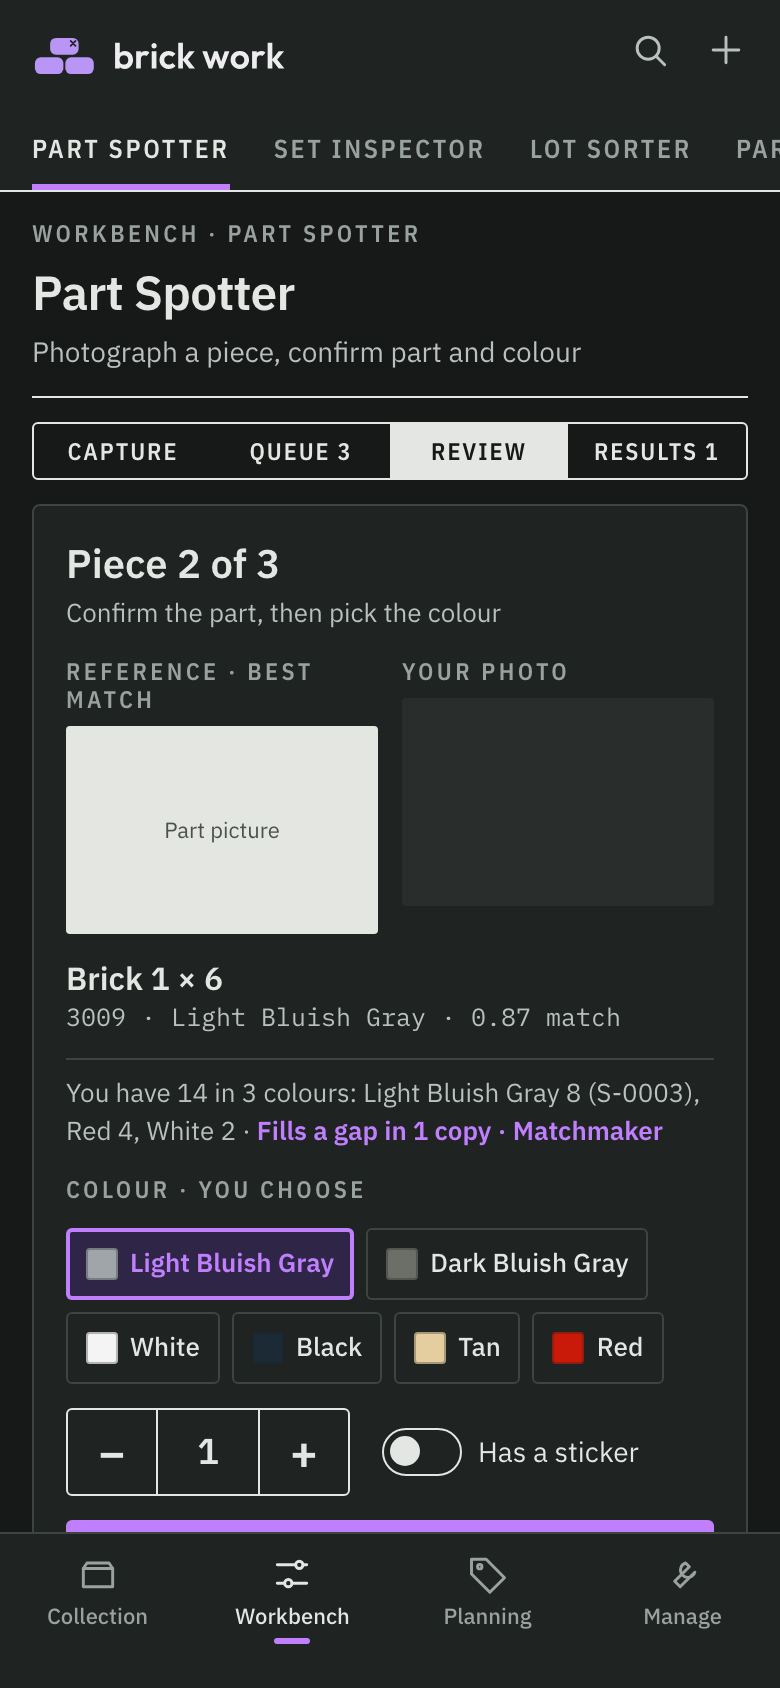 brick work
PART SPOTTER SET INSPECTOR LOT SORTER PAR
WORKBENCH · PART SPOTTER
Part Spotter
Photograph a piece, confirm part and colour
CAPTURE QUEUE 3 REVIEW RESULTS 1
Piece 2 of 3
Confirm the part, then pick the colour
REFERENCE · BEST
MATCH
YOUR PHOTO
Part picture
Brick 1 × 6
3009 · Light Bluish Gray · 0.87 match
You have 14 in 3 colours: Light Bluish Gray 8 (S-0003),
Red 4, White 2 · Fills a gap in 1 copy · Matchmaker
COLOUR · YOU CHOOSE
Light Bluish Gray Dark Bluish Gray
White Black Tan Red
− 1 + Has a sticker
Collection Workbench Planning Manage